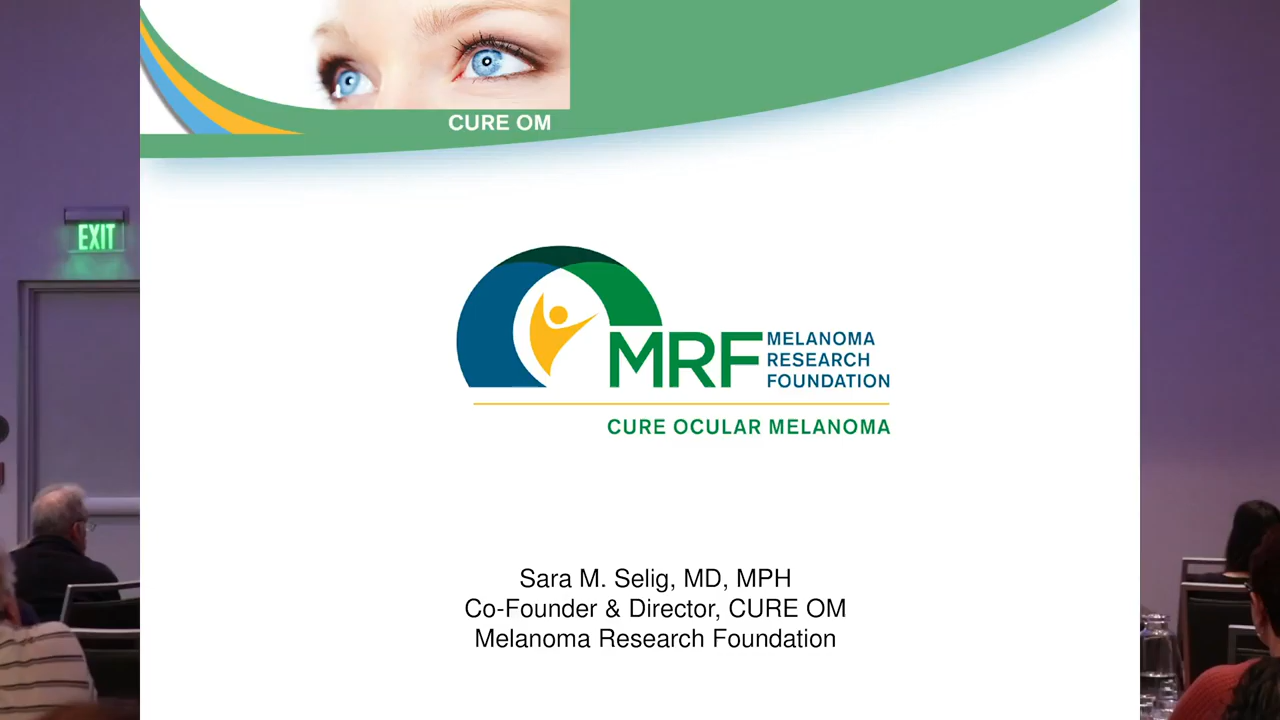 CURE OM
EXIT
MRF MELANOMA
RESEARCH
FOUNDATION
CURE OCULAR MELANOMA
Sara M. Selig, MD, MPH
Co-Founder & Director, CURE OM
Melanoma Research Foundation